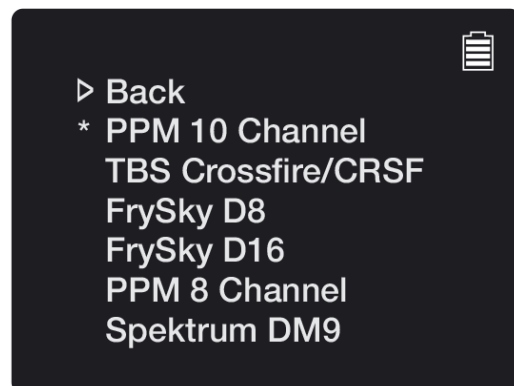 Back
* PPM 10 Channel
TBS Crossfire/CRSF
FrySky D8
FrySky D16
PPM 8 Channel
Spektrum DM9